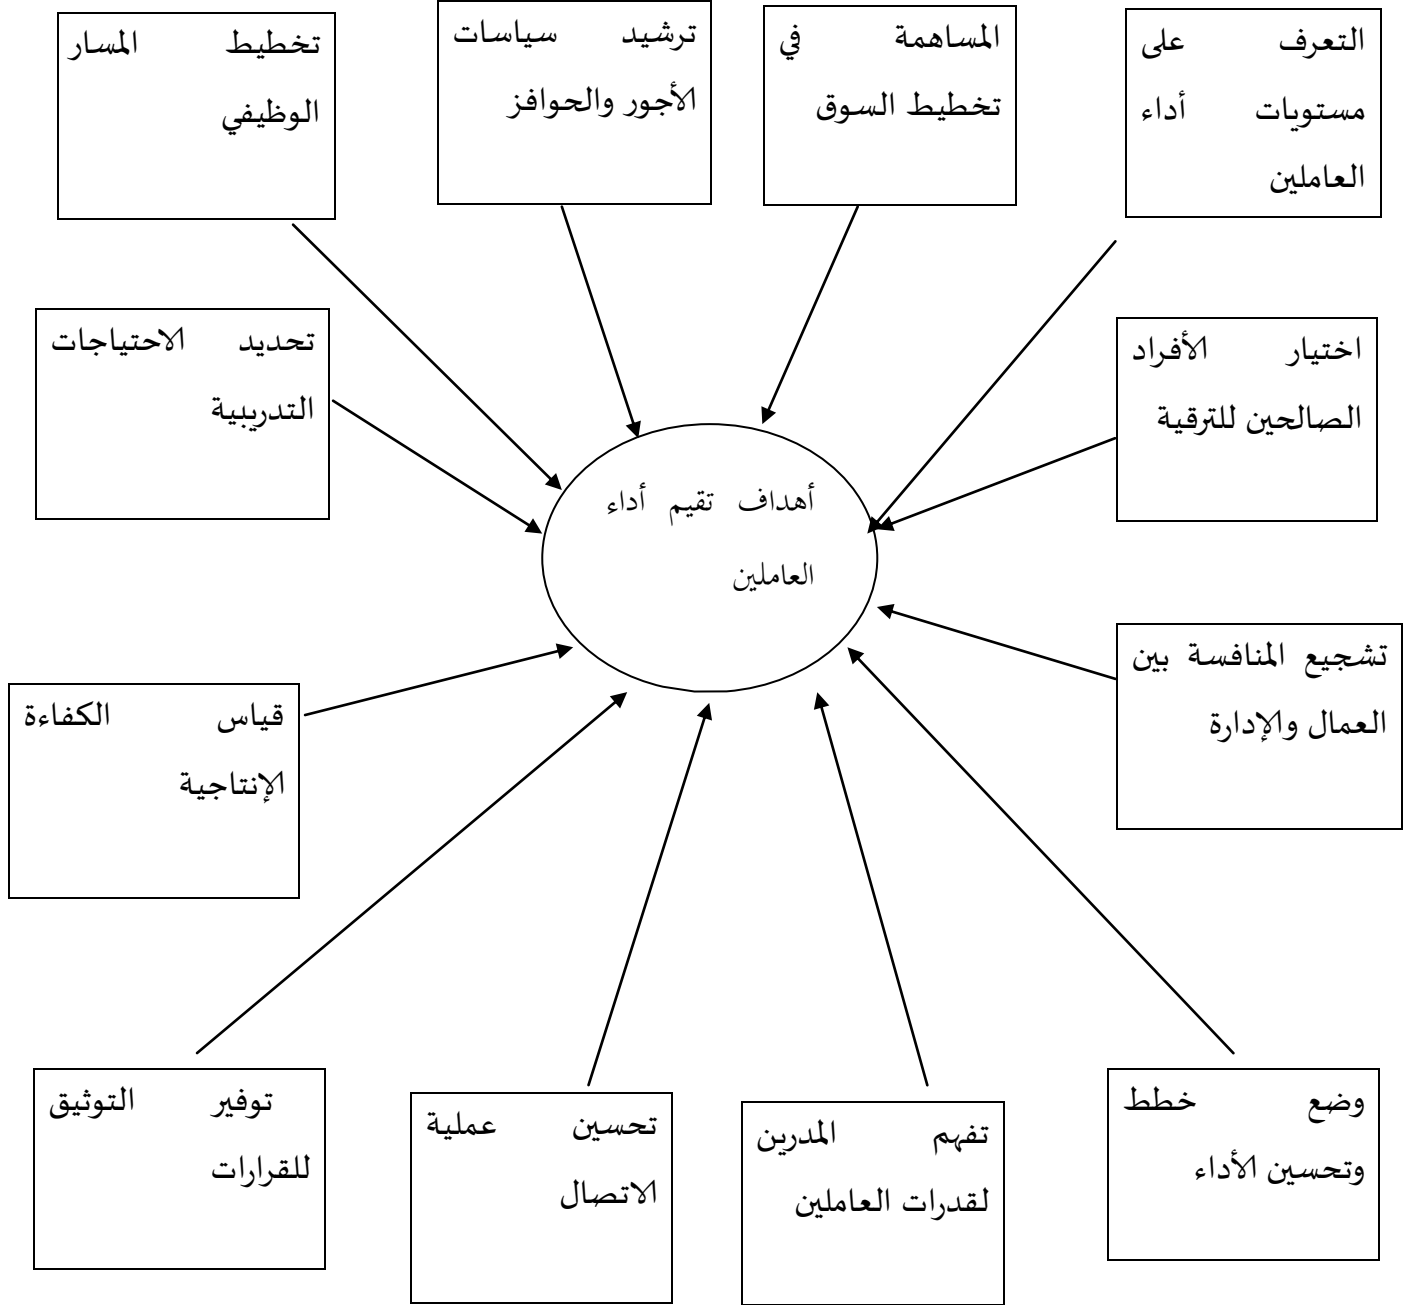 التعرف على
مستويات أداء
العاملين
المساهمة في
تخطيط السوق
ترشيد سياسات
الأجور والحوافز
تخطيط المسار
الوظيفي
اختيار الأفراد
الصالحين للترقية
تحديد الاحتياجات
التدريبية
أهداف تقيم أداء
العاملين
تشجيع المنافسة بين
العمال والإدارة
قياس الكفاءة
الإنتاجية
وضع خطط
وتحسين الأداء
تفهم المدرين
لقدرات العاملين
تحسين عملية
الاتصال
توفير التوثيق
للقرارات